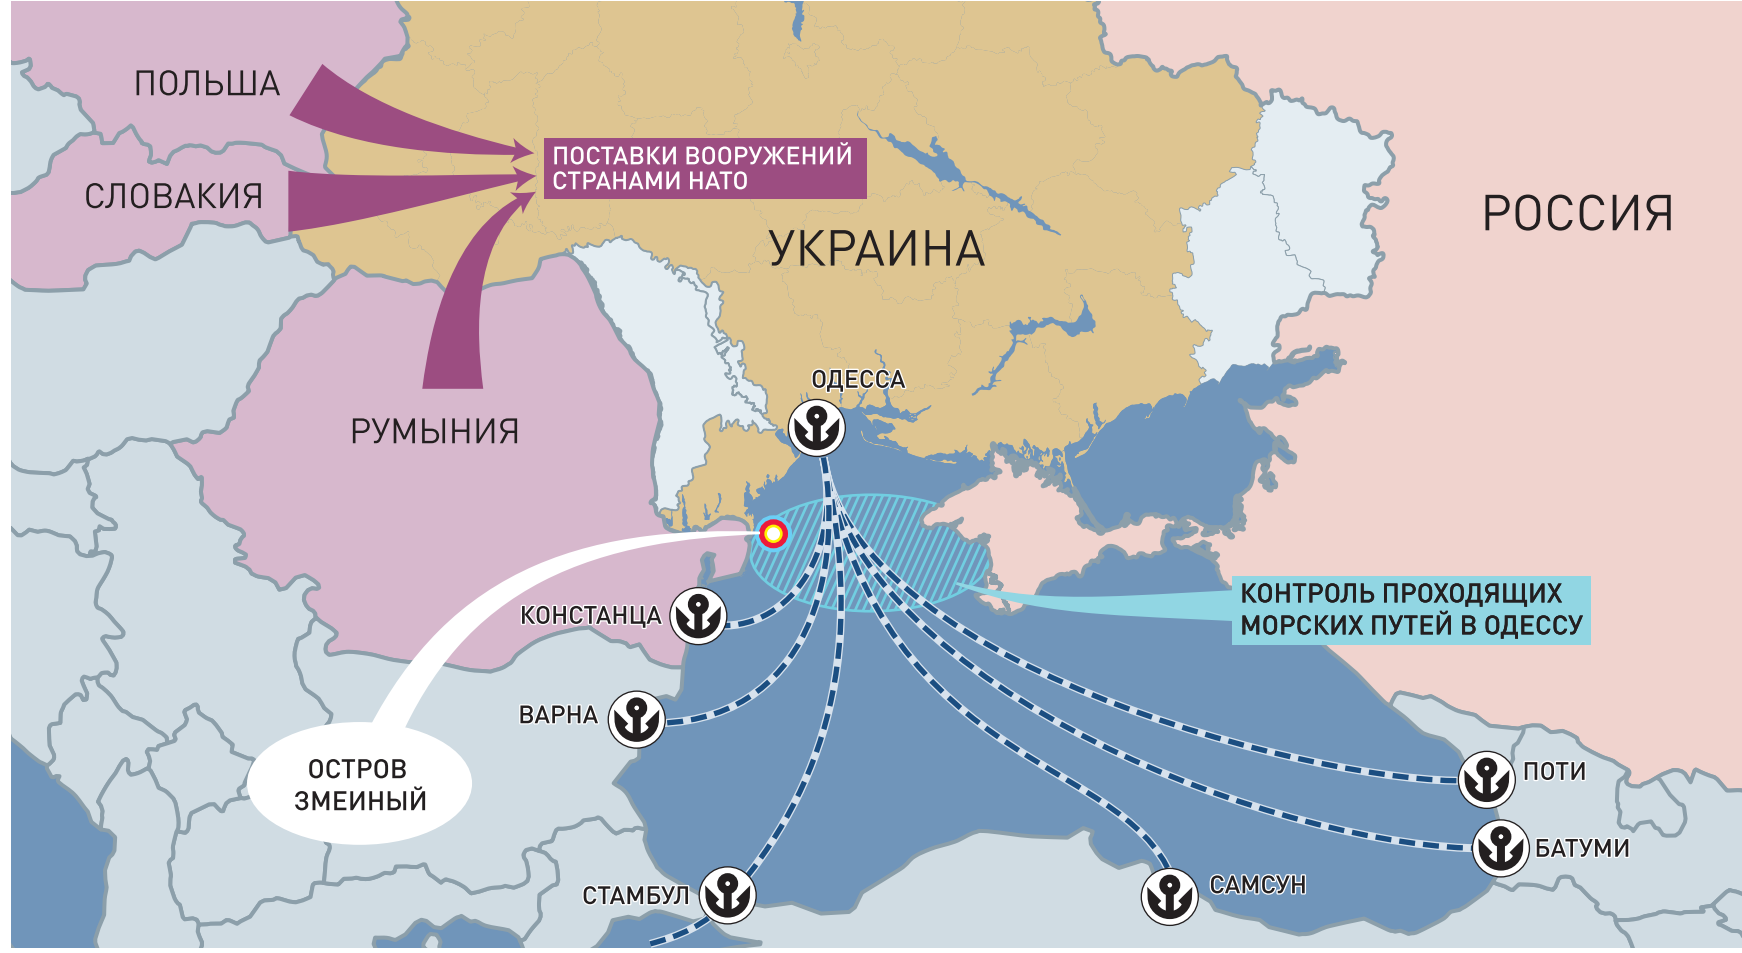 ПОЛЬША
ПОСТАВКИ ВООРУЖЕНИЙ
СТРАНАМИ НАТО
СЛОВАКИЯ
РОССИЯ
УКРАИНА
ОДЕССА
РУМЫНИЯ
КОНТРОЛЬ ПРОХОДЯЩИХ
МОРСКИХ ПУТЕЙ В ОДЕССУ
КОНСТАНЦА
ВАРНА
ОСТРОВ
ЗМЕИНЫЙ
ПОТИ
БАТУМИ
СТАМБУЛ
САМСУН